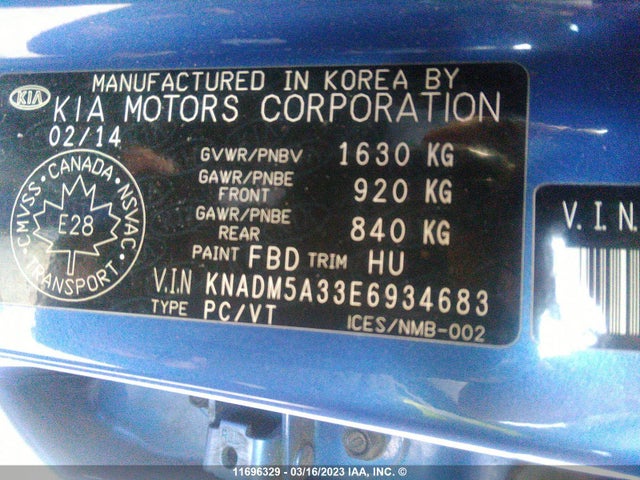 KIA
MANUFACTURED IN KOREA BY
KIA MOTORS CORPORATION
02/14
GVWR/PNBV 1630 KG
GAWR/PNBE FRONT 920 KG
GAWR/PNBE REAR 840 KG
PAINT FBD TRIM HU
V.I.N KNADM5A33E6934683
TYPE PC/VT
ICES/NMB-002
CMVSS • CANADA • NSVAC • TRANSPORT •
E28
V.I.N.
11696329 - 03/16/2023 IAA, INC. ©